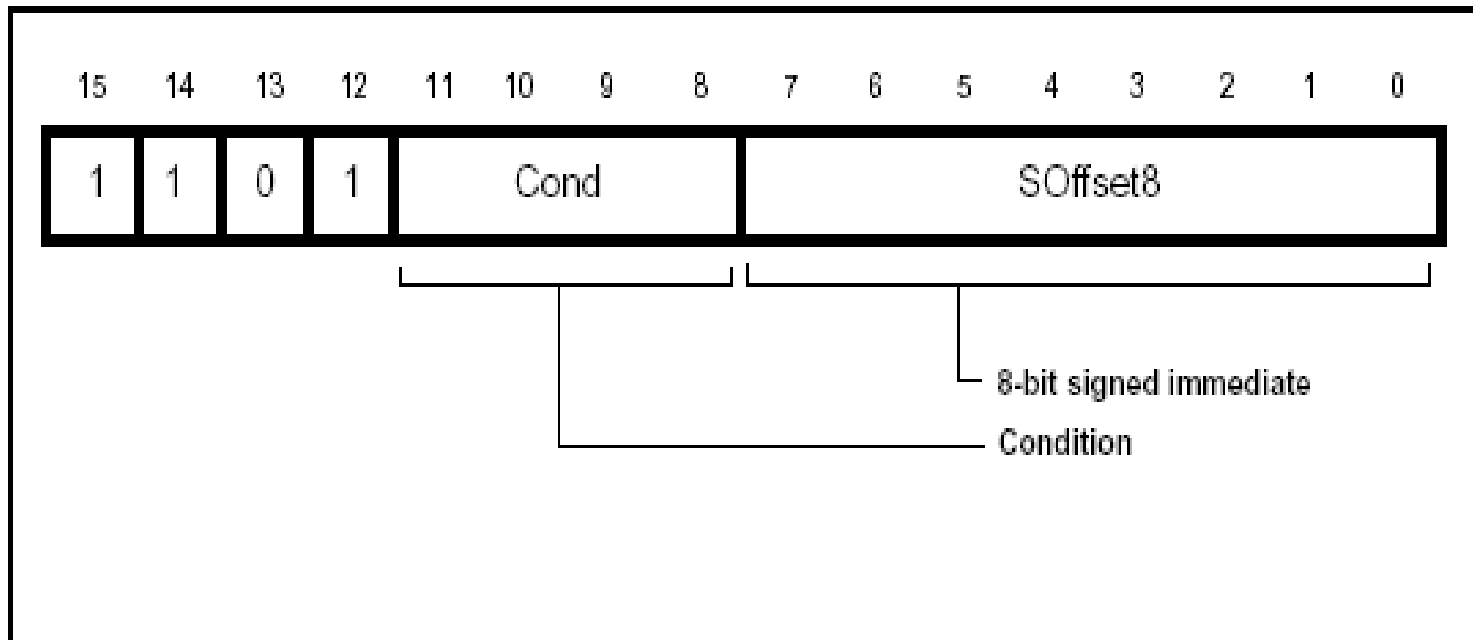 15 14 13 12 11 10 9 8 7 6 5 4 3 2 1 0
1 1 0 1 Cond SOffset8
8-bit signed immediate
Condition